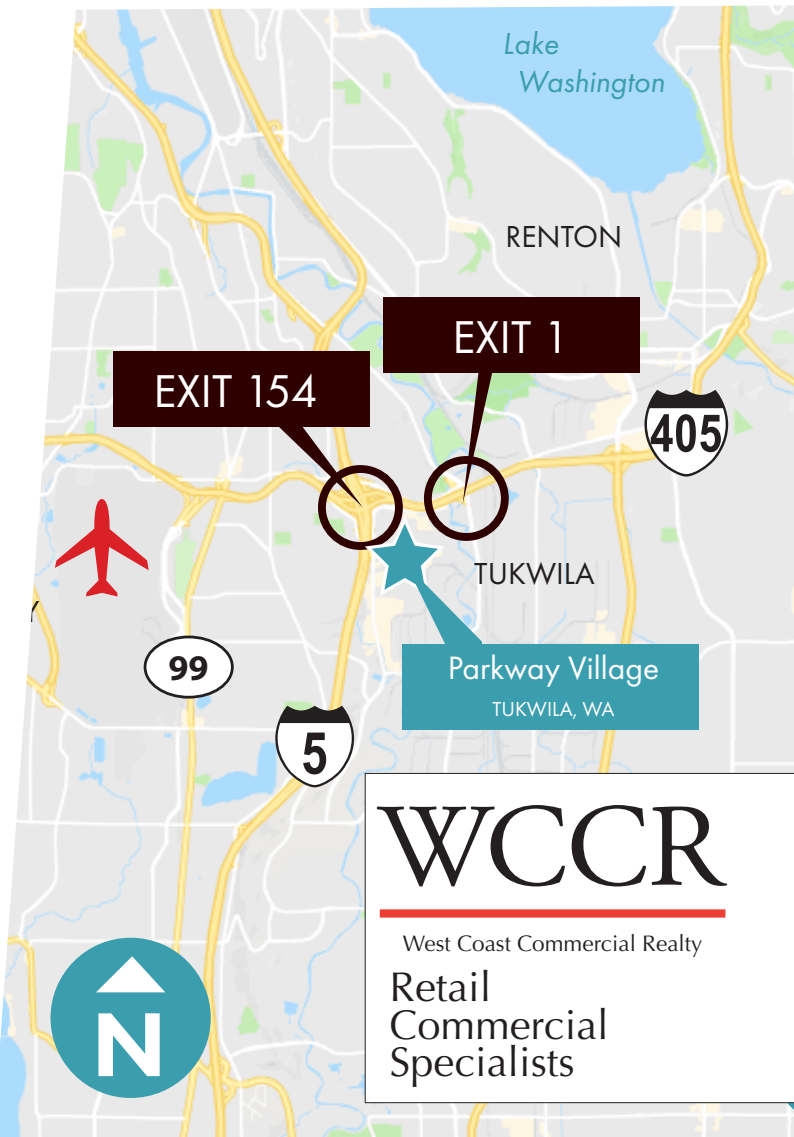 Lake
Washington
RENTON
EXIT 1
EXIT 154
405
TUKWILA
Y
99
Parkway Village
TUKWILA, WA
5
WCCR
West Coast Commercial Realty
Retail
Commercial
Specialists
N